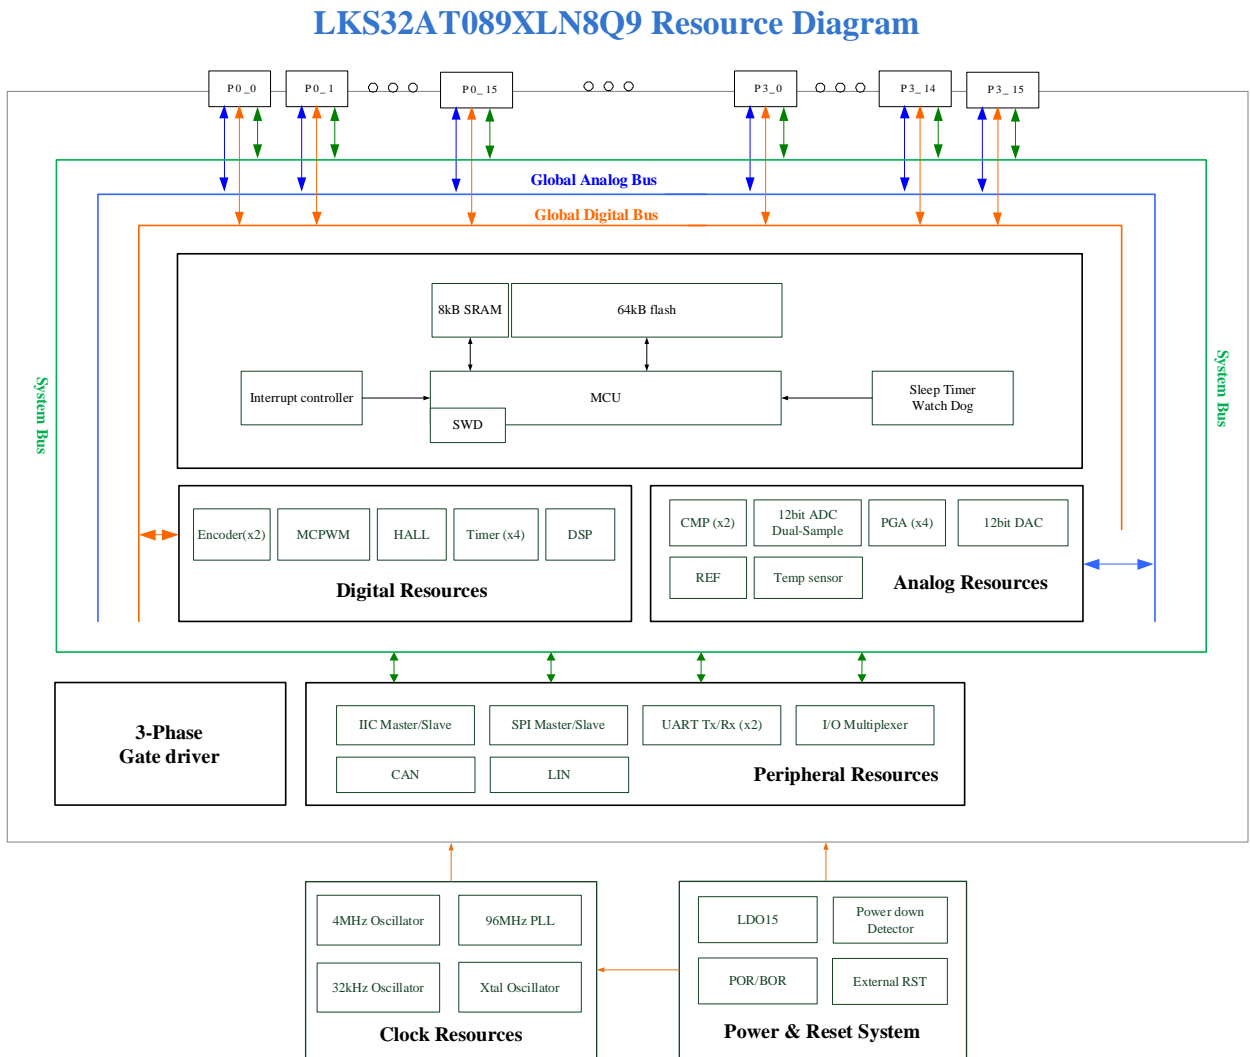 LKS32AT089XLN8Q9 Resource Diagram
P0_0
P0_1
P0_15
P3_0
P3_14
P3_15
Global Analog Bus
Global Digital Bus
System Bus
System Bus
8kB SRAM
64kB flash
Interrupt controller
MCU
SWD
Sleep Timer
Watch Dog
Encoder(x2)
MCPWM
HALL
Timer (x4)
DSP
Digital Resources
CMP (x2)
12bit ADC
Dual-Sample
PGA (x4)
12bit DAC
REF
Temp sensor
Analog Resources
3-Phase
Gate driver
IIC Master/Slave
SPI Master/Slave
UART Tx/Rx (x2)
I/O Multiplexer
CAN
LIN
Peripheral Resources
4MHz Oscillator
96MHz PLL
32kHz Oscillator
Xtal Oscillator
Clock Resources
LDO15
Power down
Detector
POR/BOR
External RST
Power & Reset System